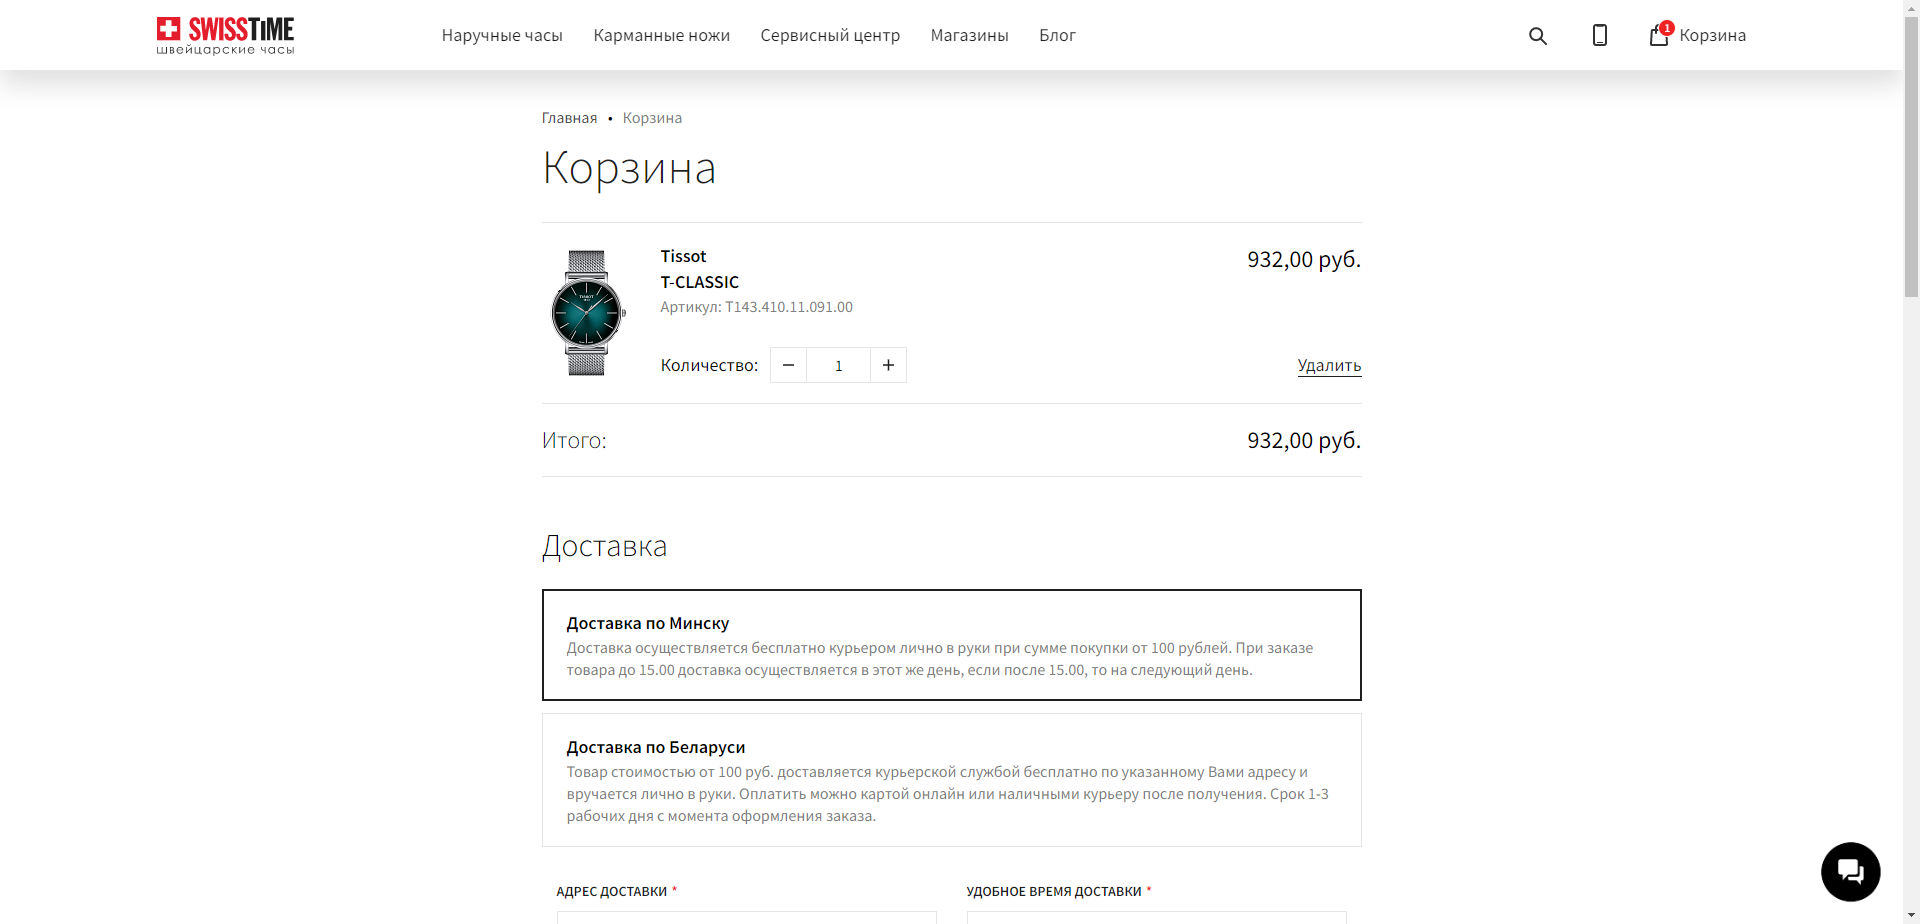 SWISSTIME
швейцарские часы
Наручные часы
Карманные ножи
Сервисный центр
Магазины
Блог
1
Корзина
Главная • Корзина
Корзина
Tissot
932,00 руб.
T-CLASSIC
Артикул: T143.410.11.091.00
Количество:
− 1 +
Удалить
Итого:
932,00 руб.
Доставка
Доставка по Минску
Доставка осуществляется бесплатно курьером лично в руки при сумме покупки от 100 рублей. При заказе
товара до 15.00 доставка осуществляется в этот же день, если после 15.00, то на следующий день.
Доставка по Беларуси
Товар стоимостью от 100 руб. доставляется курьерской службой бесплатно по указанному Вами адресу и
вручается лично в руки. Оплатить можно картой онлайн или наличными курьеру после получения. Срок 1-3
рабочих дня с момента оформления заказа.
АДРЕС ДОСТАВКИ *
УДОБНОЕ ВРЕМЯ ДОСТАВКИ *